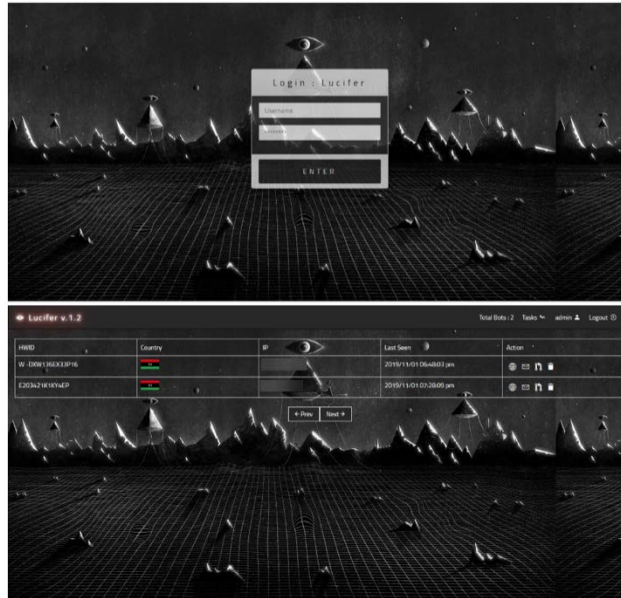 Login : Lucifer
Username
ENTER
Lucifer v.1.2
Total Bots : 2 Tasks admin Logout
HWID Country IP Last Seen Action
2019/11/01 06:48:03 pm
E203421K1KY4EP 2019/11/01 07:28:09 pm
← Prev Next →